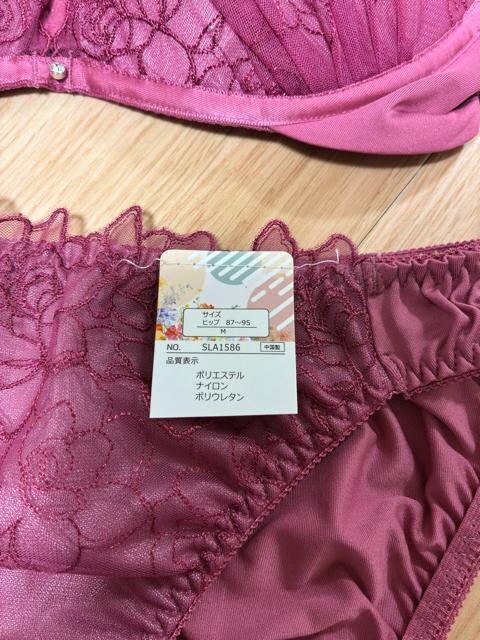 サイズ
ヒップ 87～95
M
NO. SLA1586 中国製
品質表示
ポリエステル
ナイロン
ポリウレタン